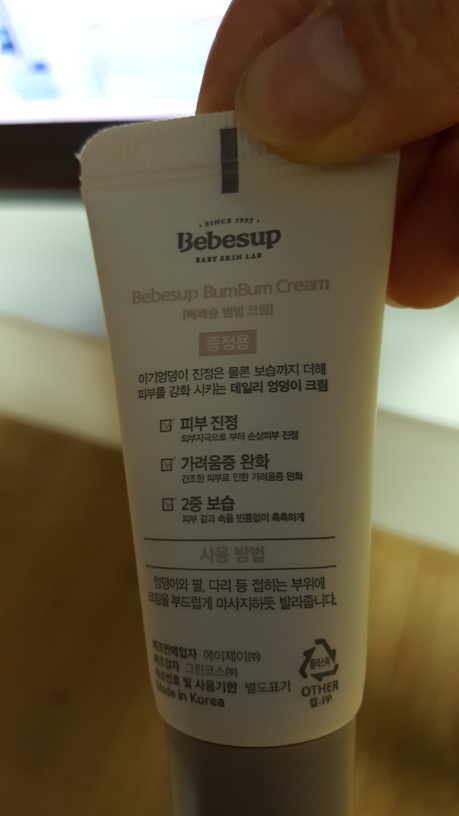 SINCE 1997
Bebesup
BABY SKIN LAB
Bebesup BumBum Cream
[베베숲 범범 크림]
증정용
아기엉덩이 진정은 물론 보습까지 더해
피부를 강화 시키는 데일리 엉덩이 크림
피부 진정
외부자극으로 부터 손상피부 진정
가려움증 완화
건조한 피부로 인한 가려움증 완화
2중 보습
피부 겉과 속을 빈틈없이 촉촉하게
사용 방법
엉덩이와 팔, 다리 등 접히는 부위에
크림을 부드럽게 마사지하듯 발라줍니다.
제조판매업자 에이제이㈜
제조업자 그린코스㈜
제조번호 및 사용기한 별도표기
Made in Korea
플라스틱
OTHER
캡:PP